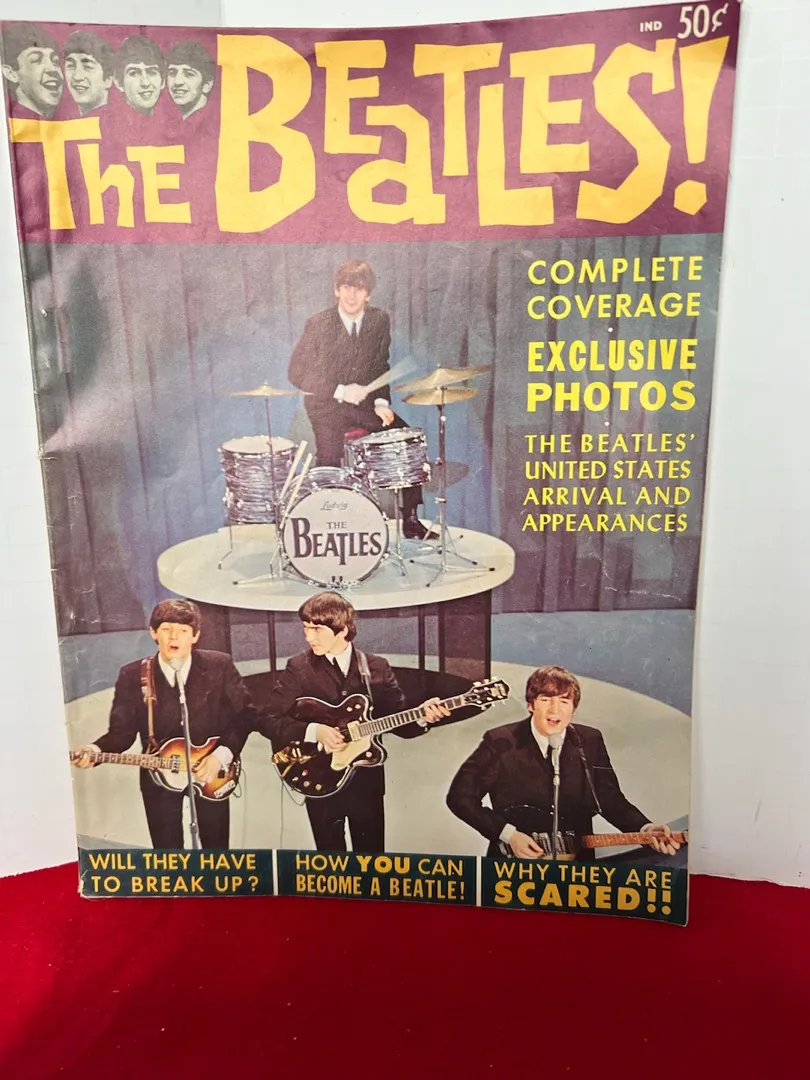 IND 50¢
THE BEATLES!
COMPLETE
COVERAGE
EXCLUSIVE
PHOTOS
THE BEATLES'
UNITED STATES
ARRIVAL AND
APPEARANCES
Ludwig
THE
BEATLES
WILL THEY HAVE
TO BREAK UP?
HOW YOU CAN
BECOME A BEATLE!
WHY THEY ARE
SCARED!!